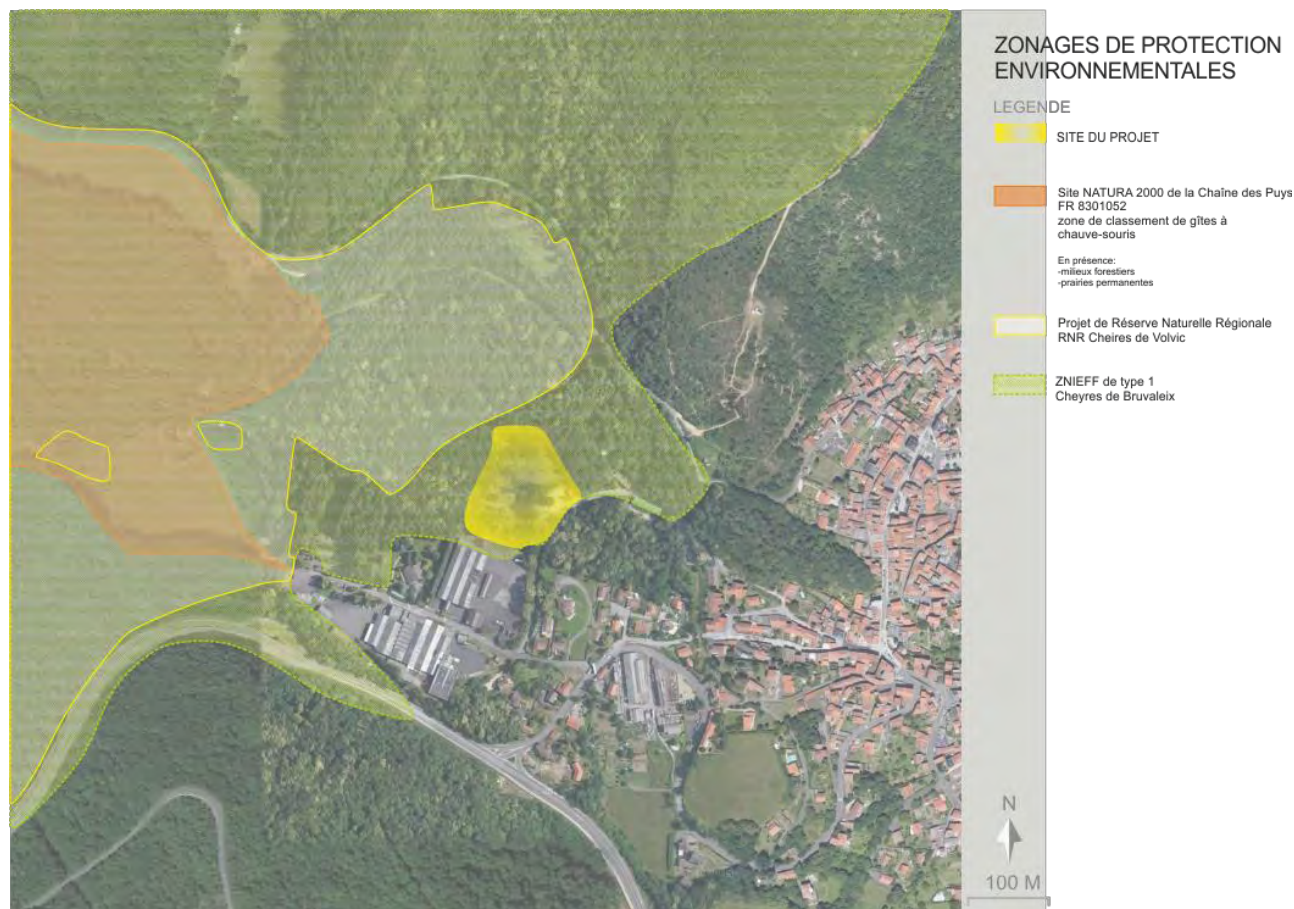 ZONAGES DE PROTECTION
ENVIRONNEMENTALES
LEGENDE
SITE DU PROJET
Site NATURA 2000 de la Chaîne des Puys
FR 8301052
zone de classement de gîtes à
chauve-souris
En présence:
-milieux forestiers
-prairies permanentes
Projet de Réserve Naturelle Régionale
RNR Cheires de Volvic
ZNIEFF de type 1
Cheyres de Bruvaleix
N
100 M